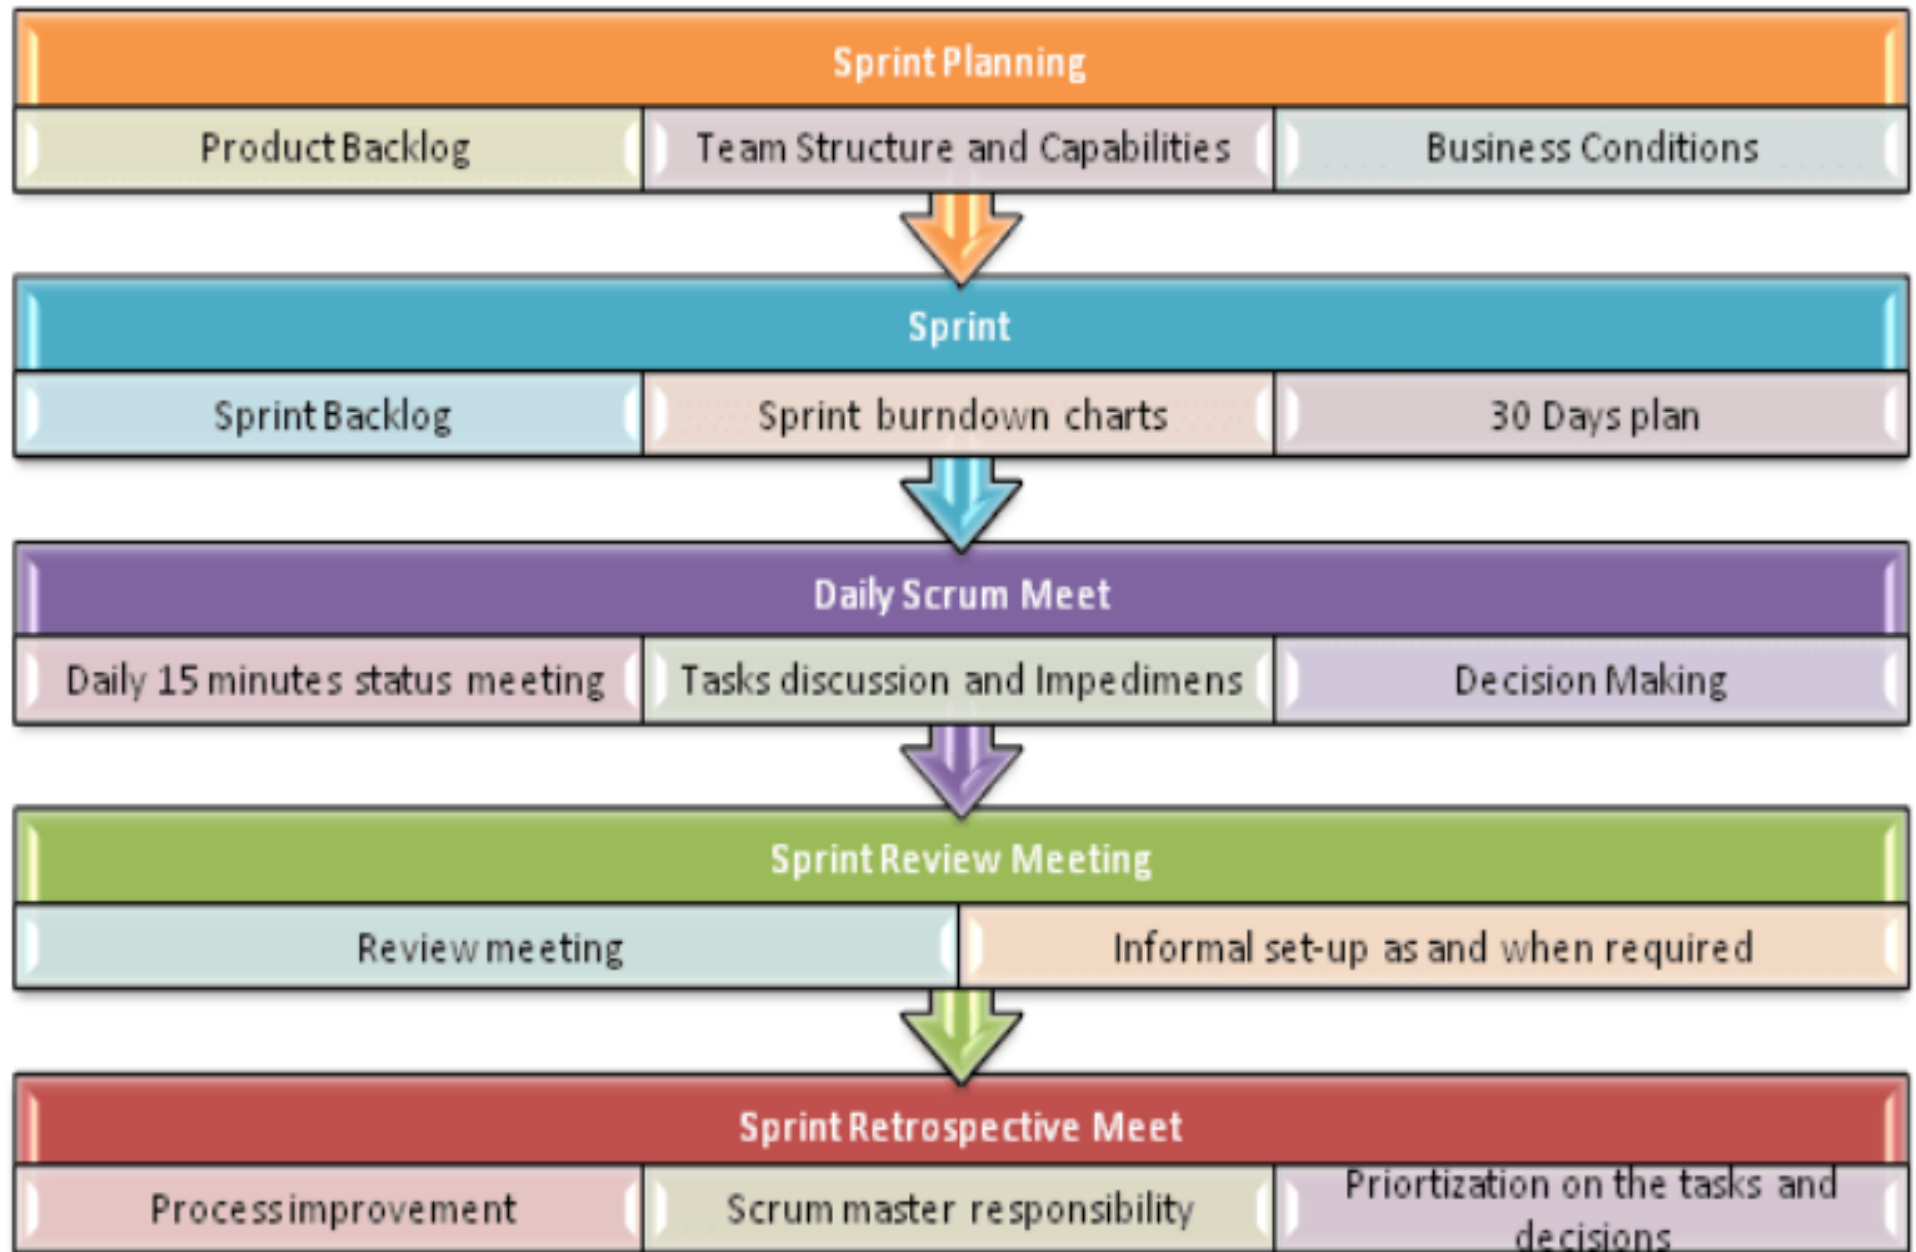 Sprint Planning
Product Backlog
Team Structure and Capabilities
Business Conditions
Sprint
Sprint Backlog
Sprint burndown charts
30 Days plan
Daily Scrum Meet
Daily 15 minutes status meeting
Tasks discussion and Impedimens
Decision Making
Sprint Review Meeting
Review meeting
Informal set-up as and when required
Sprint Retrospective Meet
Process improvement
Scrum master responsibility
Priortization on the tasks and
decisions